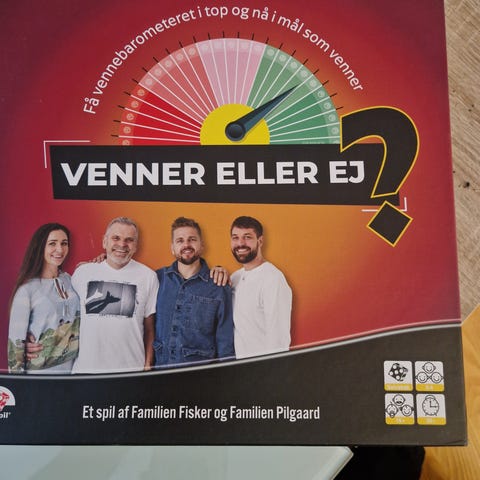 Få vennebarometeret i top og nå i mål som venner
VENNER ELLER EJ?
Et spil af Familien Fisker og Familien Pilgaard